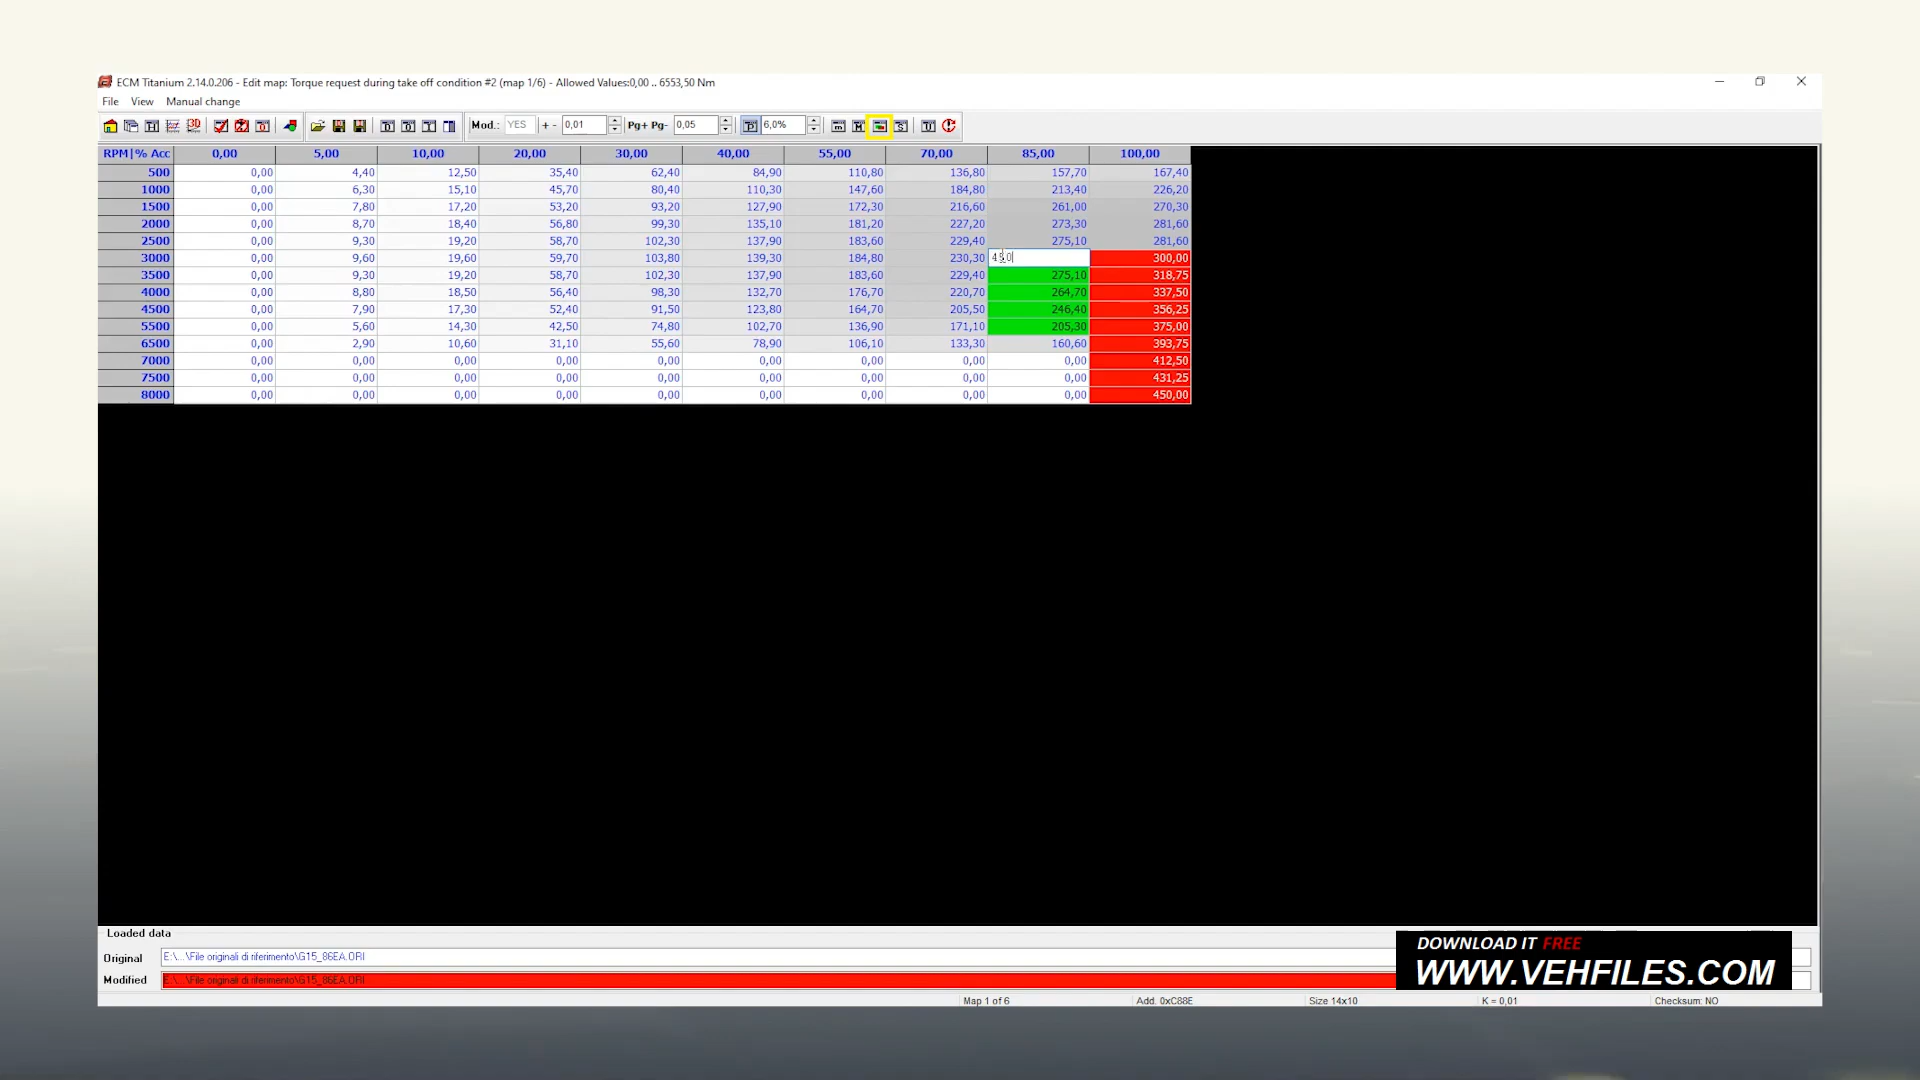 ECM Titanium 2.14.0.206 - Edit map: Torque request during take off condition #2 (map 1/6) - Allowed Values:0,00 .. 6553,50 Nm
File View Manual change
Mod.: YES + - 0,01 Pg+ Pg- 0,05 P 6,0%
RPM|% Acc 0,00 5,00 10,00 20,00 30,00 40,00 55,00 70,00 85,00 100,00
500 0,00 4,40 12,50 35,40 62,40 84,90 110,80 136,80 157,70 167,40
1000 0,00 6,30 15,10 45,70 80,40 110,30 147,60 184,80 213,40 226,20
1500 0,00 7,80 17,20 53,20 93,20 127,90 172,30 216,60 261,00 270,30
2000 0,00 8,70 18,40 56,80 99,30 135,10 181,20 227,20 273,30 281,60
2500 0,00 9,30 19,20 58,70 102,30 137,90 183,60 229,40 275,10 281,60
3000 0,00 9,60 19,60 59,70 103,80 139,30 184,80 230,30 300,00
3500 0,00 9,30 19,20 58,70 102,30 137,90 183,60 229,40 275,10 318,75
4000 0,00 8,80 18,50 56,40 98,30 132,70 176,70 220,70 264,70 337,50
4500 0,00 7,90 17,30 52,40 91,50 123,80 164,70 205,50 246,40 356,25
5500 0,00 5,60 14,30 42,50 74,80 102,70 136,90 171,10 205,30 375,00
6500 0,00 2,90 10,60 31,10 55,60 78,90 106,10 133,30 160,60 393,75
7000 0,00 0,00 0,00 0,00 0,00 0,00 0,00 0,00 0,00 412,50
7500 0,00 0,00 0,00 0,00 0,00 0,00 0,00 0,00 0,00 431,25
8000 0,00 0,00 0,00 0,00 0,00 0,00 0,00 0,00 0,00 450,00
Loaded data
Original E:\...\File originali di riferimento\G15_86EA.ORI
Modified E:\...\File originali di riferimento\G15_86EA.ORI
DOWNLOAD IT FREE
WWW.VEHFILES.COM
Map 1 of 6 Add. 0xC88E Size 14x10 K = 0,01 Checksum: NO